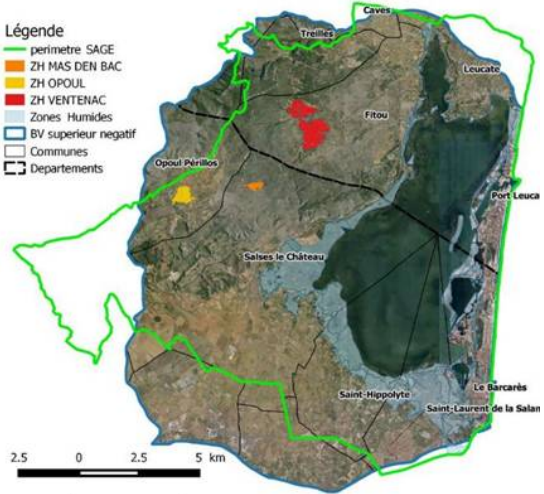 Légende
perimetre SAGE
ZH MAS DEN BAC
ZH OPOUL
ZH VENTENAC
Zones Humides
BV superieur negatif
Communes
Departements
Caves
Treilles
Leucate
Fitou
Opoul Périllos
Port Leuca
Salses le Château
Le Barcarès
Saint-Hippolyte
Saint-Laurent de la Salan
2.5 0 2.5 5 km